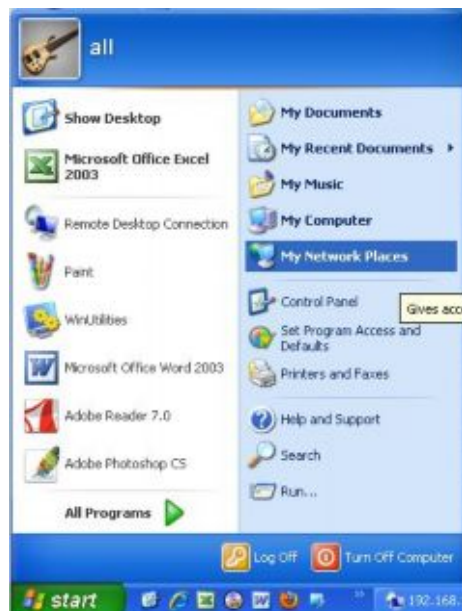 all
Show Desktop
Microsoft Office Excel
2003
Remote Desktop Connection
Paint
WinUtilities
Microsoft Office Word 2003
Adobe Reader 7.0
Adobe Photoshop CS
All Programs
My Documents
My Recent Documents
My Music
My Computer
My Network Places
Control Panel
Gives acc
Set Program Access and
Defaults
Printers and Faxes
Help and Support
Search
Run...
Log Off
Turn Off Computer
start
192.168.